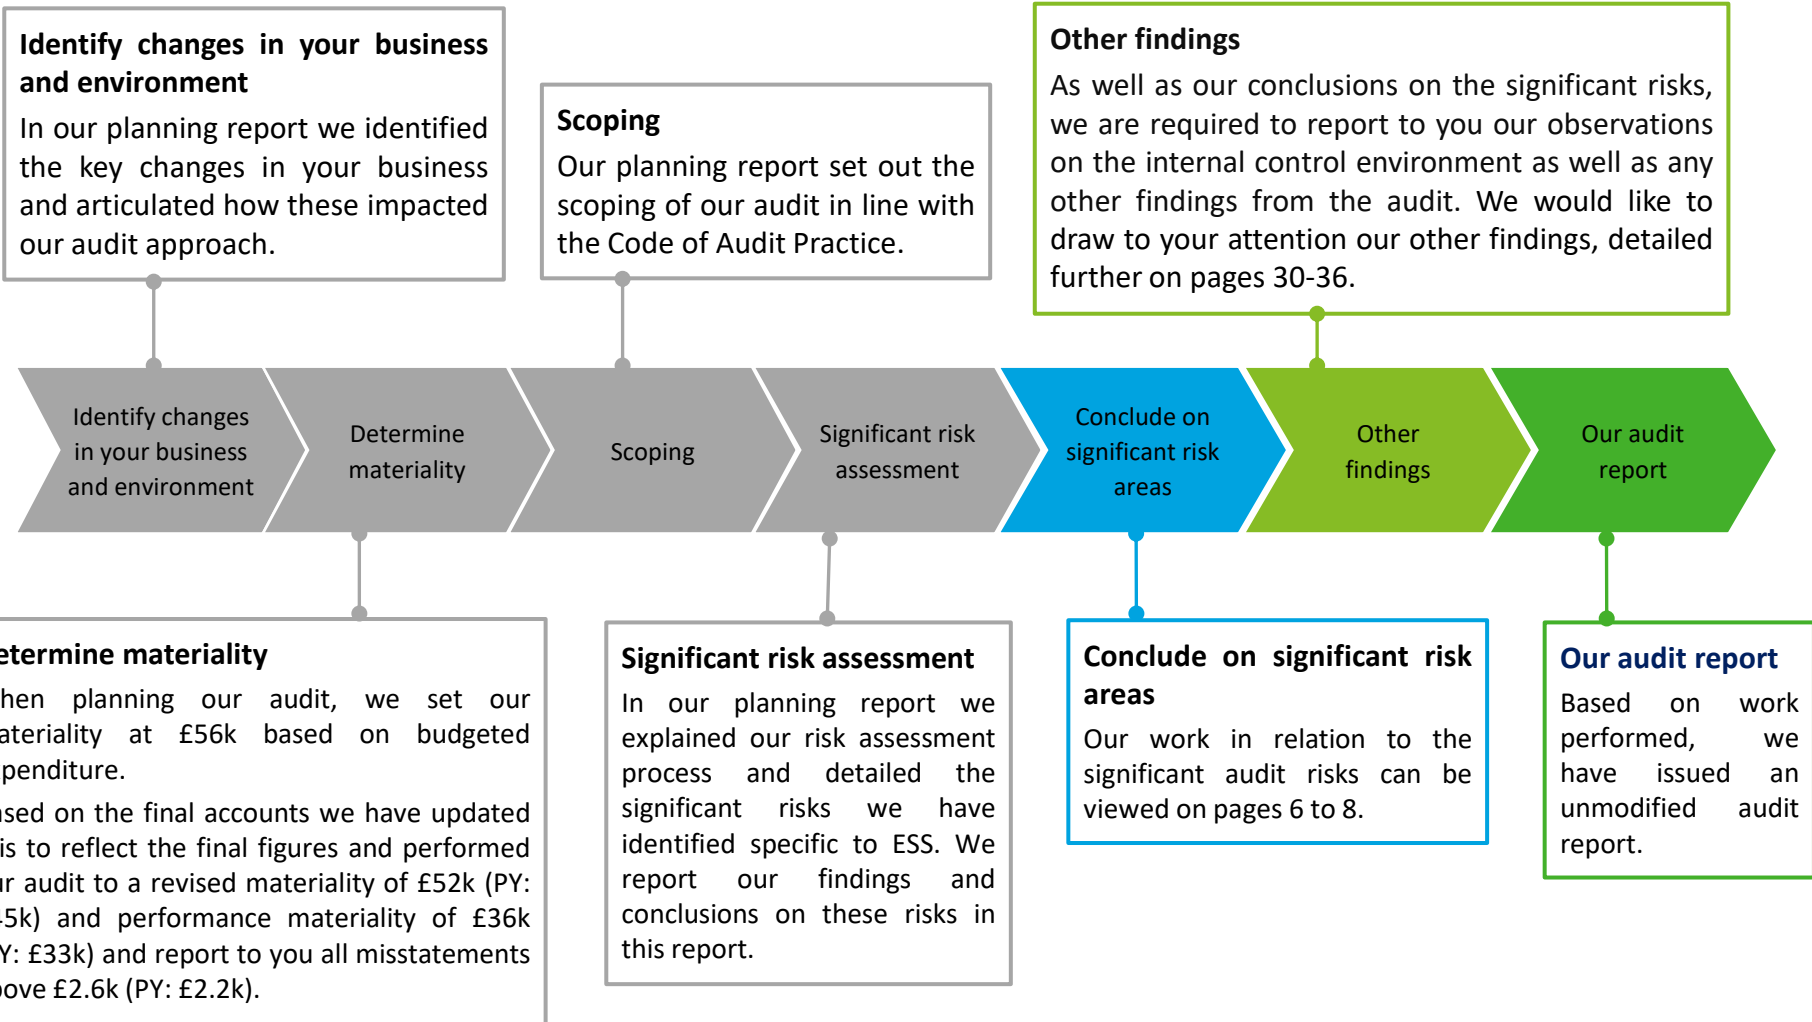 Identify changes in your business
and environment
In our planning report we identified
the key changes in your business
and articulated how these impacted
our audit approach.
Scoping
Our planning report set out the
scoping of our audit in line with
the Code of Audit Practice.
Other findings
As well as our conclusions on the significant risks,
we are required to report to you our observations
on the internal control environment as well as any
other findings from the audit. We would like to
draw to your attention our other findings, detailed
further on pages 30-36.
Identify changes
in your business
and environment
Determine
materiality
Scoping
Significant risk
assessment
Conclude on
significant risk
areas
Other
findings
Our audit
report
etermine materiality
hen planning our audit, we set our
ateriality at £56k based on budgeted
penditure.
ased on the final accounts we have updated
is to reflect the final figures and performed
ur audit to a revised materiality of £52k (PY:
45k) and performance materiality of £36k
Y: £33k) and report to you all misstatements
bove £2.6k (PY: £2.2k).
Significant risk assessment
In our planning report we
explained our risk assessment
process and detailed the
significant risks we have
identified specific to ESS. We
report our findings and
conclusions on these risks in
this report.
Conclude on significant risk
areas
Our work in relation to the
significant audit risks can be
viewed on pages 6 to 8.
Our audit report
Based on work
performed, we
have issued an
unmodified audit
report.